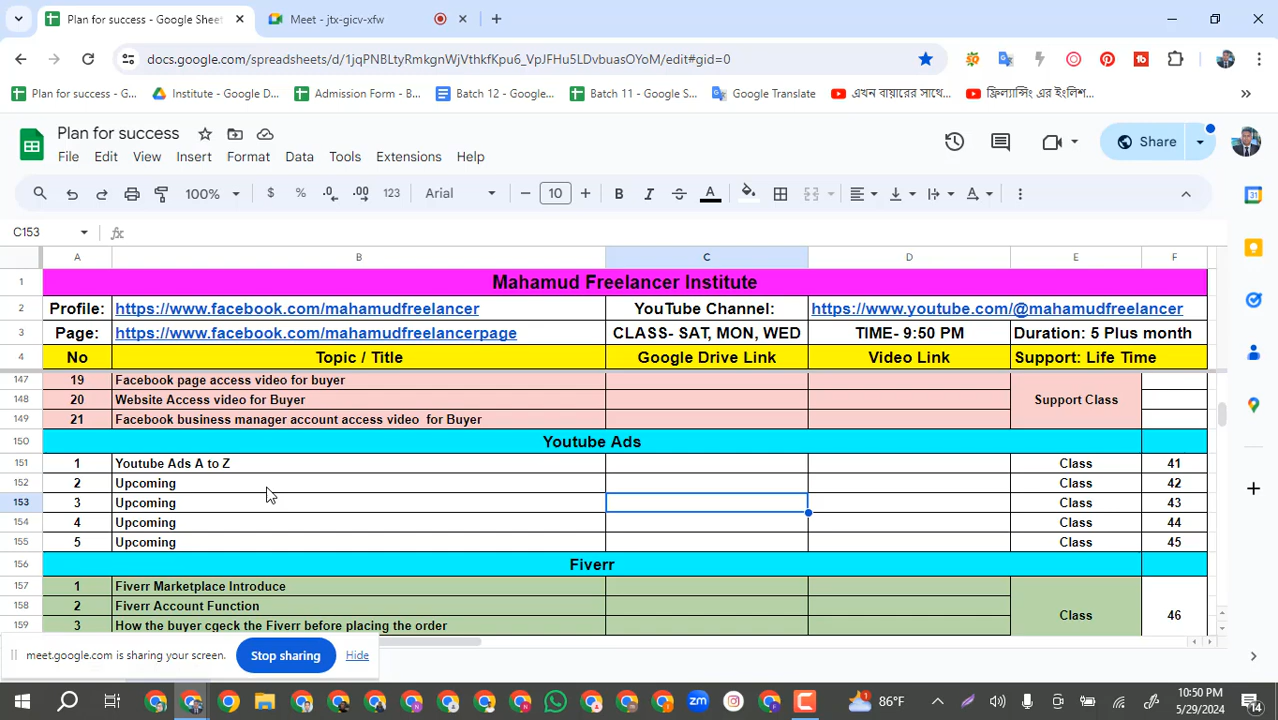 Plan for success - Google Sheet
Meet - jtx-gicv-xfw
docs.google.com/spreadsheets/d/1jqPNBLtyRmkgnWjVthkfKpu6_VpJFHu5LDvbuasOYoM/edit#gid=0
Plan for success - G...
Institute - Google D...
Admission Form - B...
Batch 12 - Google...
Batch 11 - Google S...
Google Translate
এখন বায়ারের সাথে...
ফ্রিল্যান্সিং এর ইংলিশ...
Plan for success
File Edit View Insert Format Data Tools Extensions Help
Share
100% $ % .0 .00 123 Arial 10 B I A
C153 fx
A B C D E F
1 Mahamud Freelancer Institute
2 Profile: https://www.facebook.com/mahamudfreelancer YouTube Channel: https://www.youtube.com/@mahamudfreelancer
3 Page: https://www.facebook.com/mahamudfreelancerpage CLASS- SAT, MON, WED TIME- 9:50 PM Duration: 5 Plus month
4 No Topic / Title Google Drive Link Video Link Support: Life Time
147 19 Facebook page access video for buyer
148 20 Website Access video for Buyer Support Class
149 21 Facebook business manager account access video for Buyer
150 Youtube Ads
151 1 Youtube Ads A to Z Class 41
152 2 Upcoming Class 42
153 3 Upcoming Class 43
154 4 Upcoming Class 44
155 5 Upcoming Class 45
156 Fiverr
157 1 Fiverr Marketplace Introduce
158 2 Fiverr Account Function Class 46
159 3 How the buyer cgeck the Fiverr before placing the order
meet.google.com is sharing your screen. Stop sharing Hide
86°F
10:50 PM
5/29/2024
14